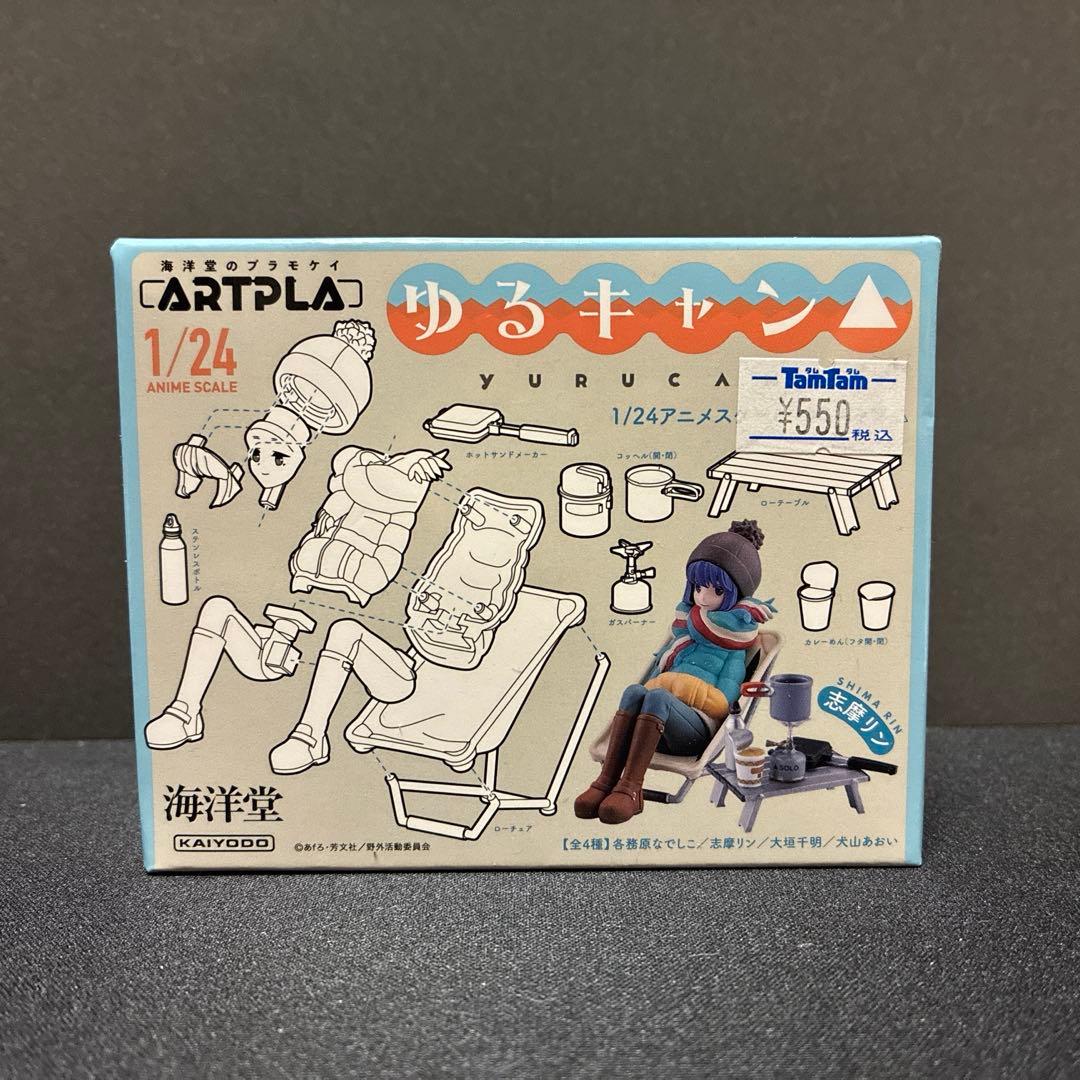 海洋堂のプラモケイ
ARTPLA
1/24
ANIME SCALE
ゆるキャン△
YURUCA
TamTam
タム タム
¥550
税込
1/24アニメス
ホットサンドメーカー
コッヘル(開・閉)
ローテーブル
ステンレスボトル
ガスバーナー
カレーめん(フタ開・閉)
SHIMA RIN
志摩リン
SOLO
ローチェア
海洋堂
KAIYODO
©あfろ・芳文社/野外活動委員会
【全4種】各務原なでしこ/志摩リン/大垣千明/犬山あおい